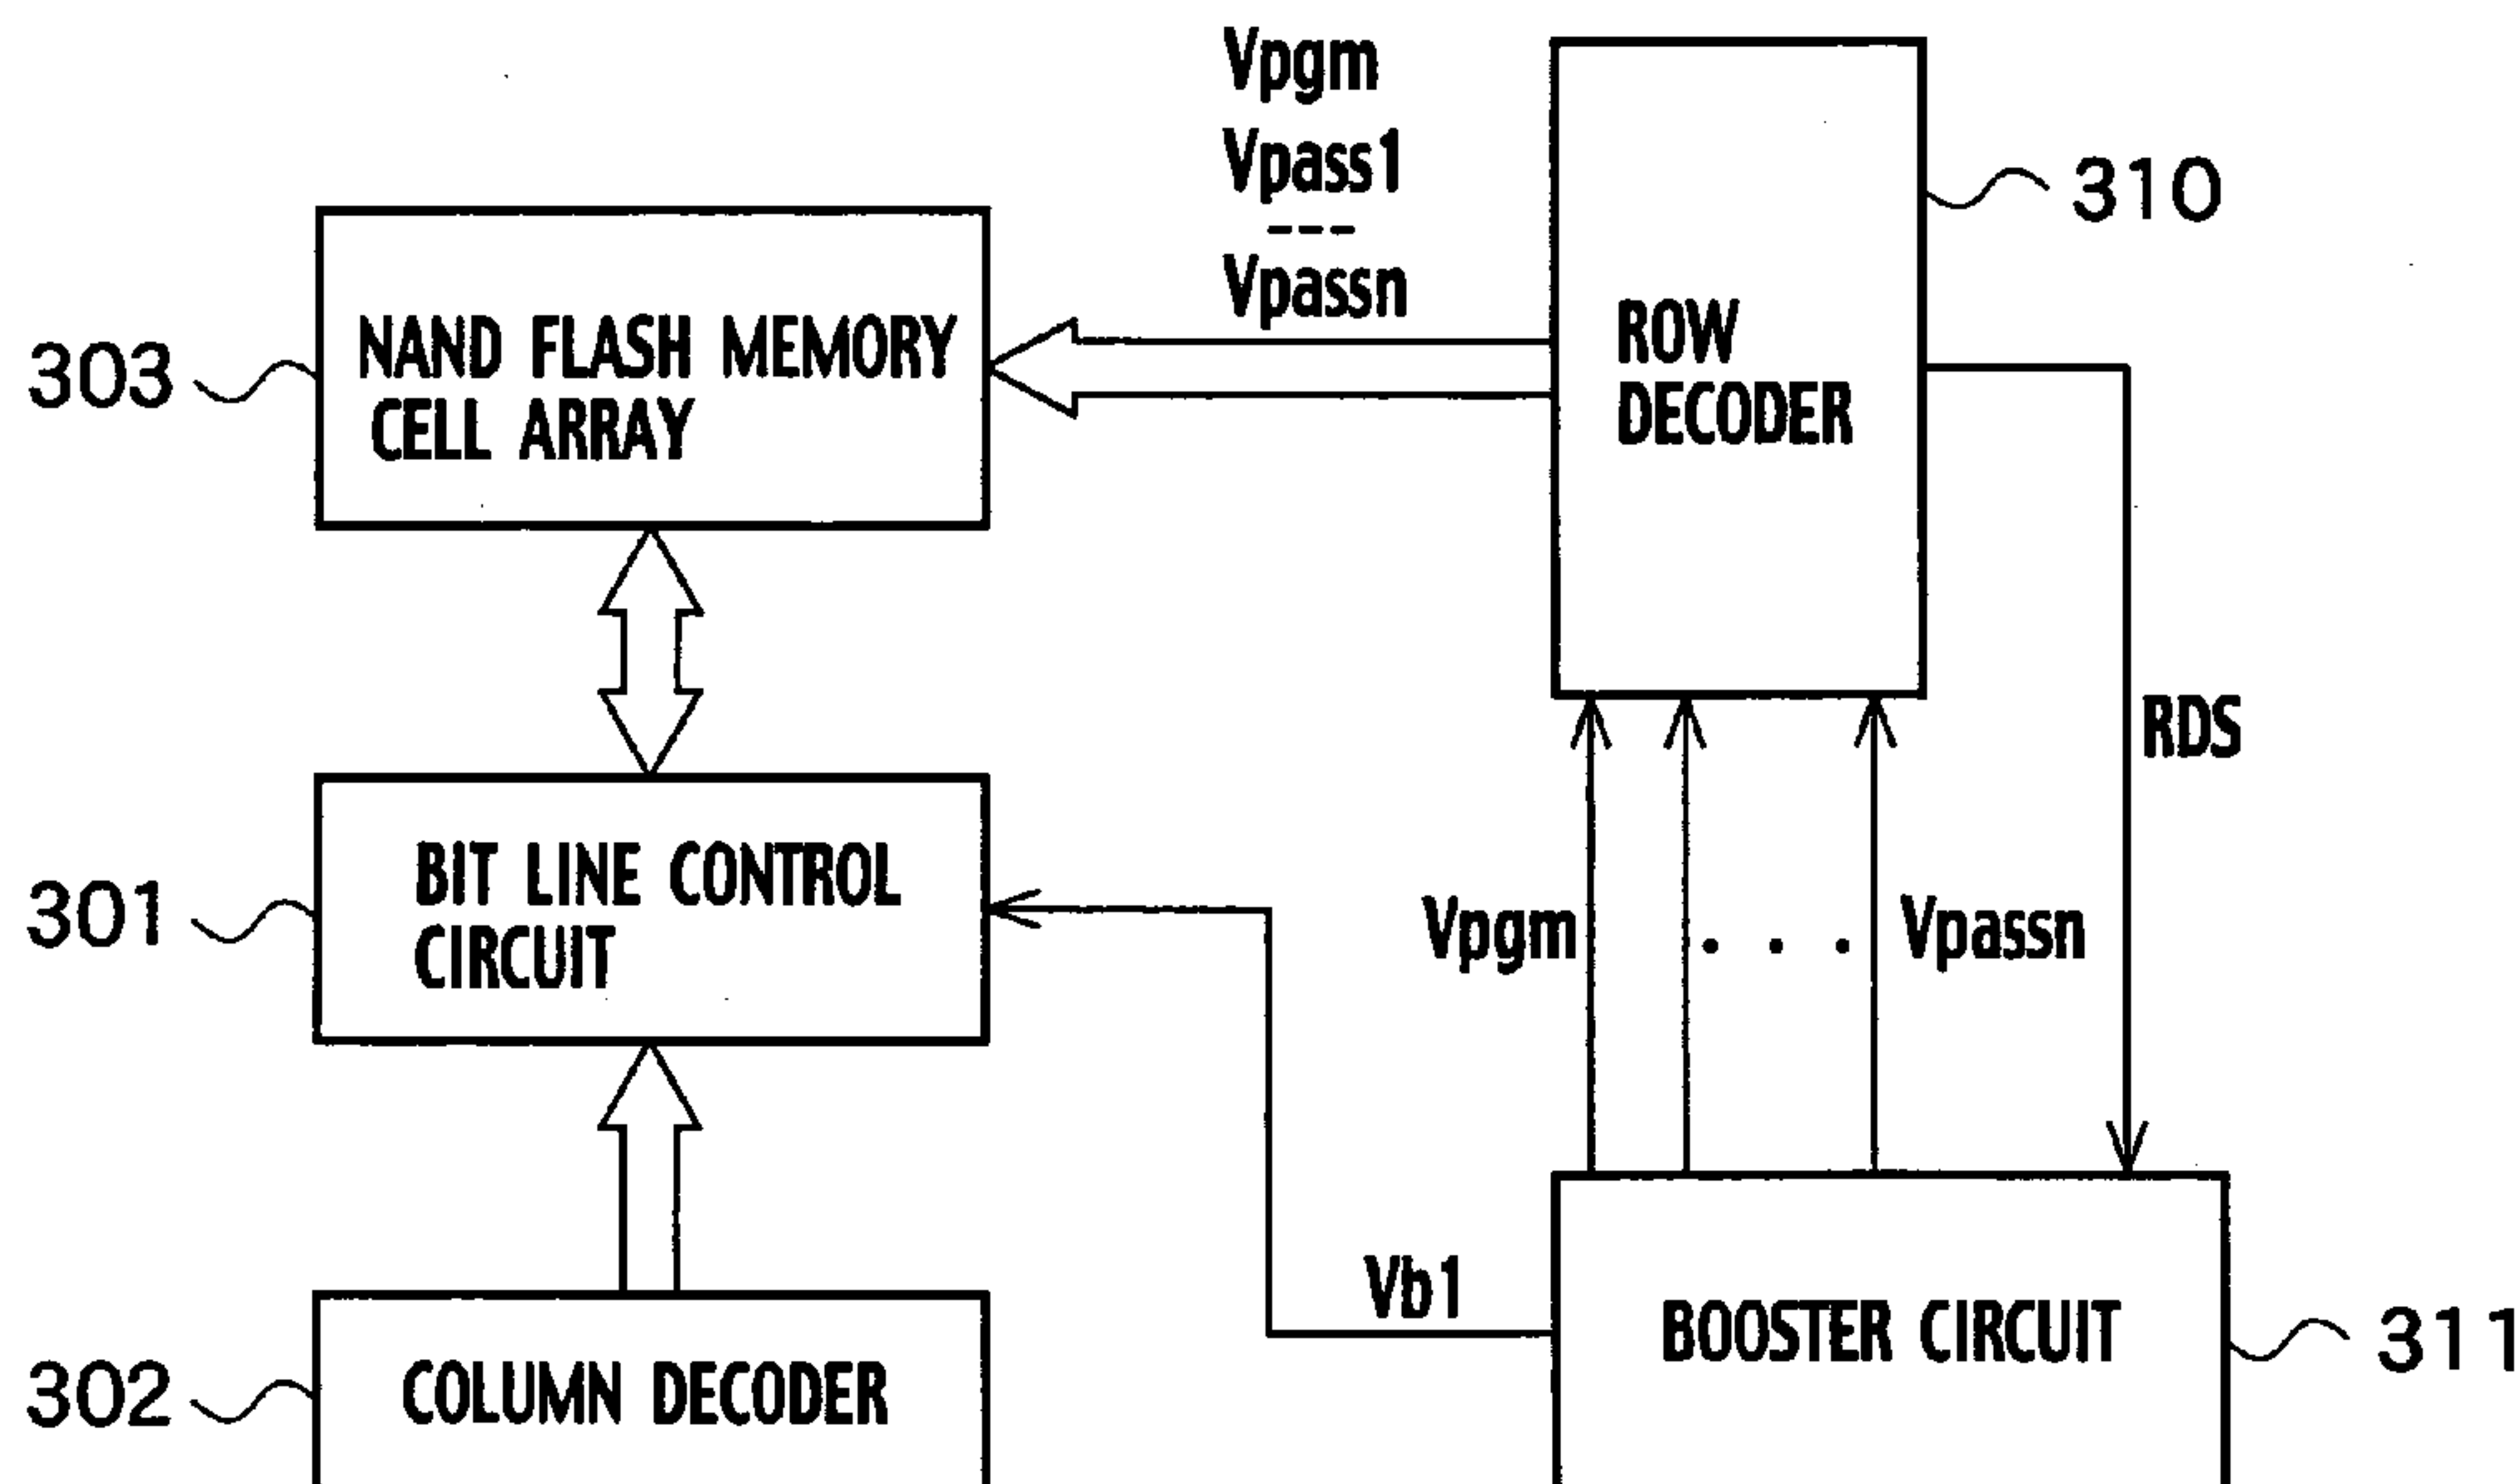 Vpgm
Vpass1
---
Vpassn
310
303
NAND FLASH MEMORY
CELL ARRAY
ROW
DECODER
RDS
301
BIT LINE CONTROL
CIRCUIT
Vpgm
. . .
Vpassn
Vb1
302
COLUMN DECODER
BOOSTER CIRCUIT
311